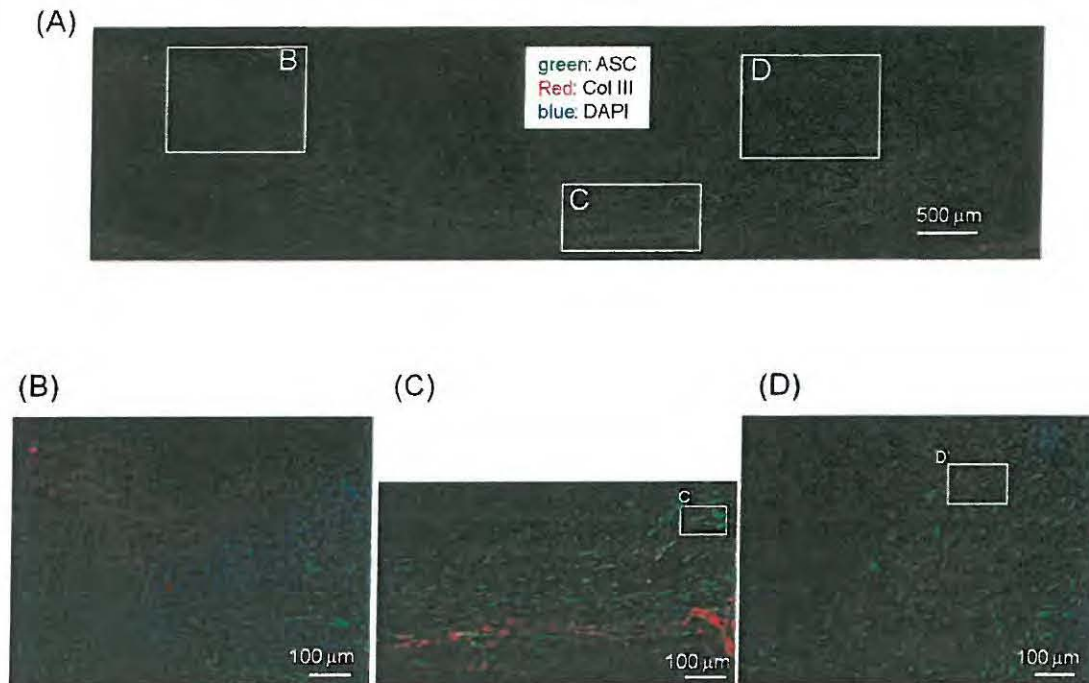 (A)
B
green: ASC
Red: Col III
blue: DAPI
D
C
500 µm
(B)
(C)
(D)
100 µm
C
100 µm
D'
100 µm